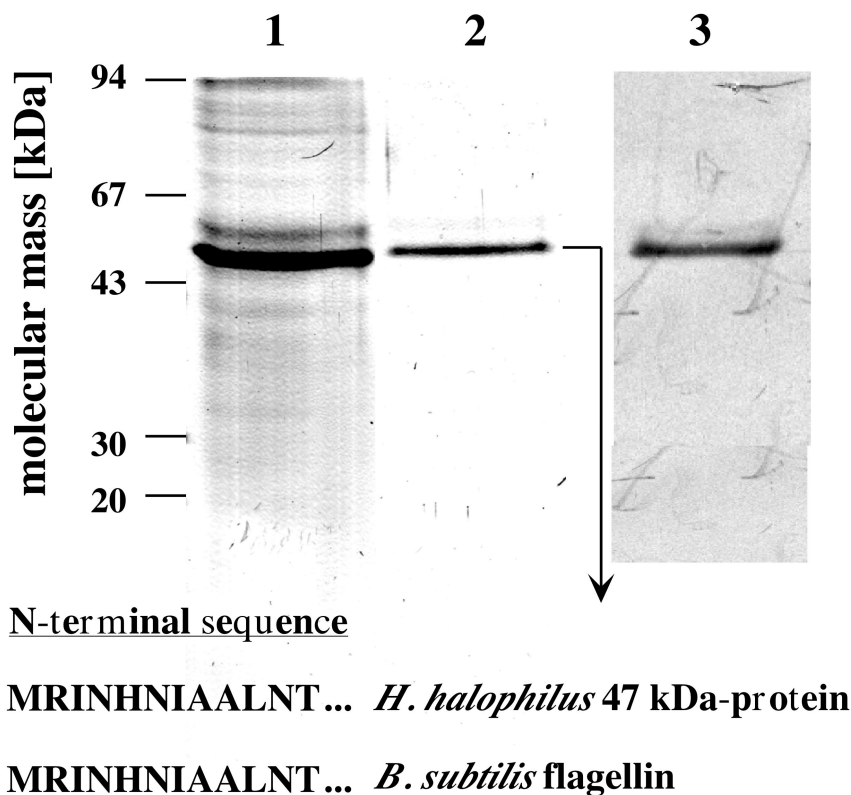 1 2 3
molecular mass [kDa]
94
67
43
30
20
N-terminal sequence
MRINHNIAALNT... H. halophilus 47 kDa-protein
MRINHNIAALNT... B. subtilis flagellin